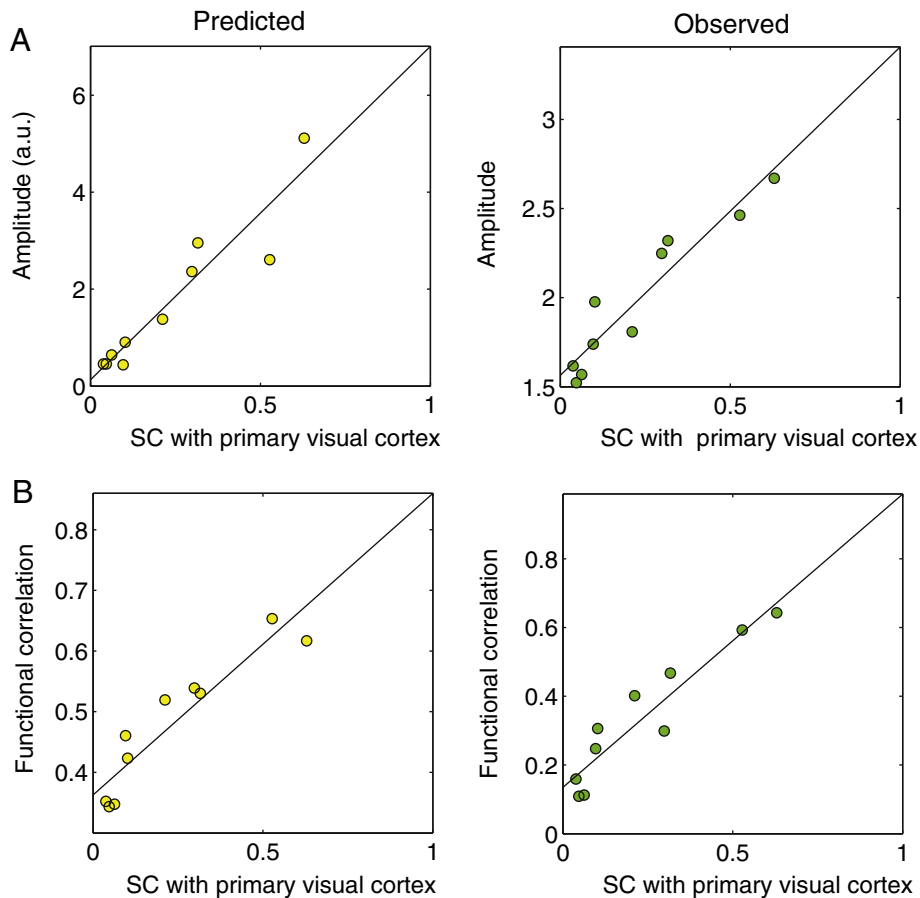 A
Predicted
Observed
Amplitude (a.u.)
6
4
2
0
0
0.5
1
SC with primary visual cortex
Amplitude
3
2.5
2
1.5
0
0.5
1
SC with primary visual cortex
B
Functional correlation
0.8
0.7
0.6
0.5
0.4
0
0.5
1
SC with primary visual cortex
Functional correlation
0.8
0.6
0.4
0.2
0
0
0.5
1
SC with primary visual cortex